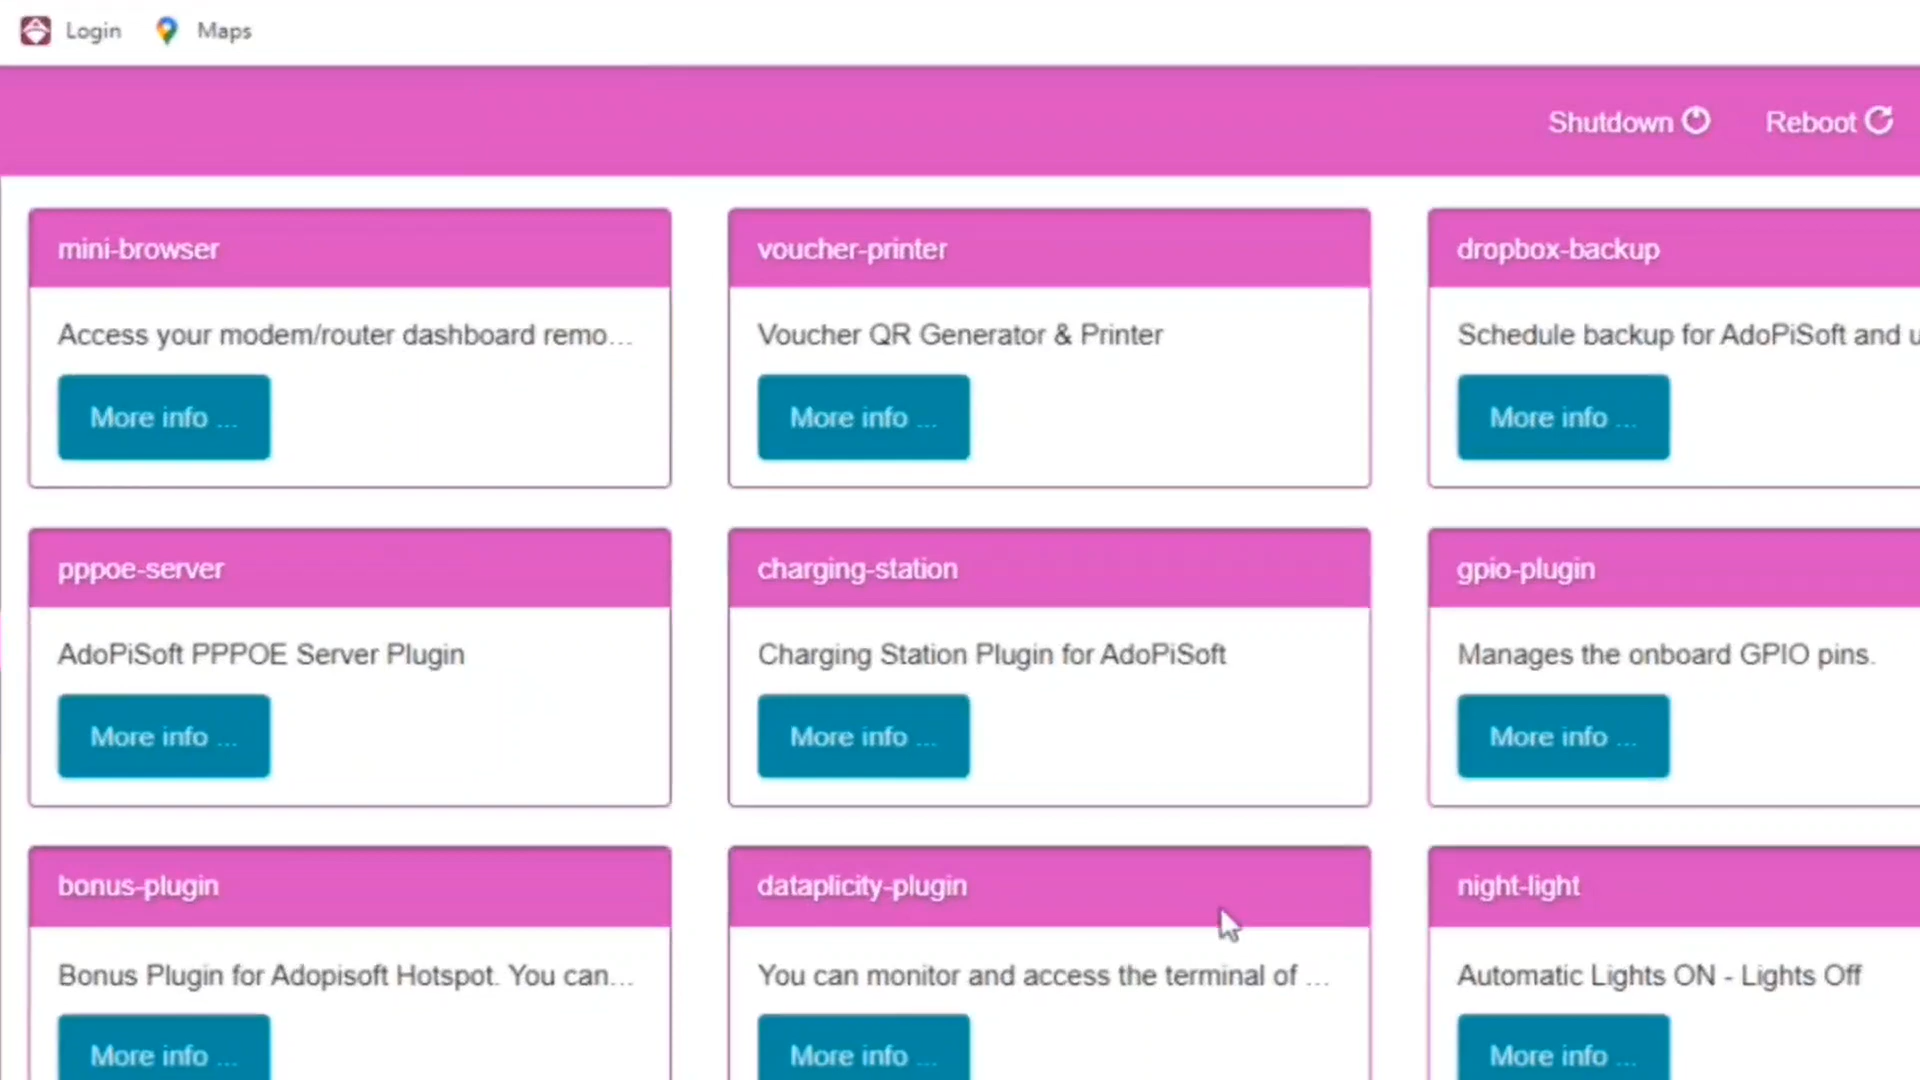 Login Maps
Shutdown Reboot
mini-browser
Access your modem/router dashboard remo...
More info ...
voucher-printer
Voucher QR Generator & Printer
More info ...
dropbox-backup
Schedule backup for AdoPiSoft and u
More info ...
pppoe-server
AdoPiSoft PPPOE Server Plugin
More info ...
charging-station
Charging Station Plugin for AdoPiSoft
More info ...
gpio-plugin
Manages the onboard GPIO pins.
More info ...
bonus-plugin
Bonus Plugin for Adopisoft Hotspot. You can...
More info ...
dataplicity-plugin
You can monitor and access the terminal of ...
More info ...
night-light
Automatic Lights ON - Lights Off
More info ...